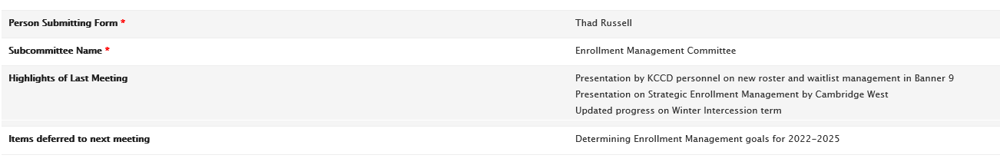 Person Submitting Form * Thad Russell
Subcommittee Name * Enrollment Management Committee
Highlights of Last Meeting Presentation by KCCD personnel on new roster and waitlist management in Banner 9
Presentation on Strategic Enrollment Management by Cambridge West
Updated progress on Winter Intercession term
Items deferred to next meeting Determining Enrollment Management goals for 2022-2025